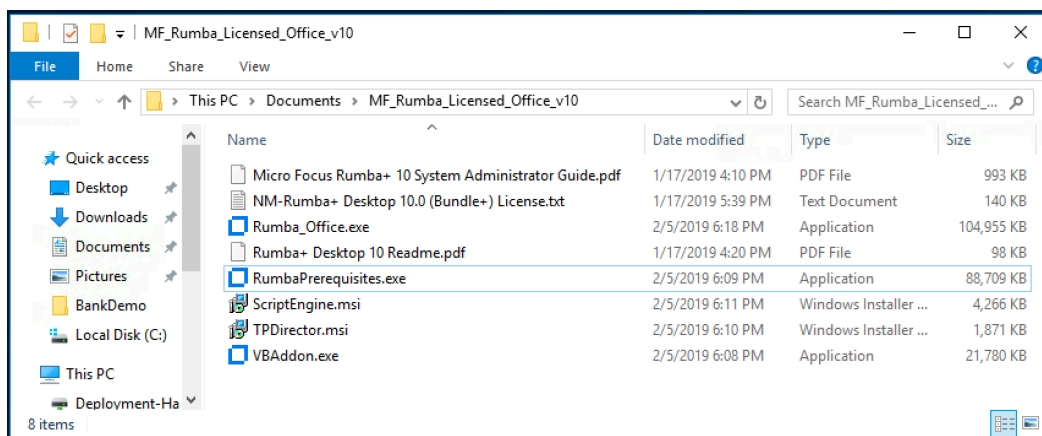 MF_Rumba_Licensed_Office_v10
File Home Share View
This PC > Documents > MF_Rumba_Licensed_Office_v10 Search MF_Rumba_Licensed_...
Name Date modified Type Size
Quick access
Desktop
Downloads
Documents
Pictures
BankDemo
Local Disk (C:)
This PC
Deployment-Ha
Micro Focus Rumba+ 10 System Administrator Guide.pdf 1/17/2019 4:10 PM PDF File 993 KB
NM-Rumba+ Desktop 10.0 (Bundle+) License.txt 1/17/2019 5:39 PM Text Document 140 KB
Rumba_Office.exe 2/5/2019 6:18 PM Application 104,955 KB
Rumba+ Desktop 10 Readme.pdf 1/17/2019 4:20 PM PDF File 98 KB
RumbaPrerequisites.exe 2/5/2019 6:09 PM Application 88,709 KB
ScriptEngine.msi 2/5/2019 6:11 PM Windows Installer ... 4,266 KB
TPDirector.msi 2/5/2019 6:10 PM Windows Installer ... 1,871 KB
VBAddon.exe 2/5/2019 6:08 PM Application 21,780 KB
8 items